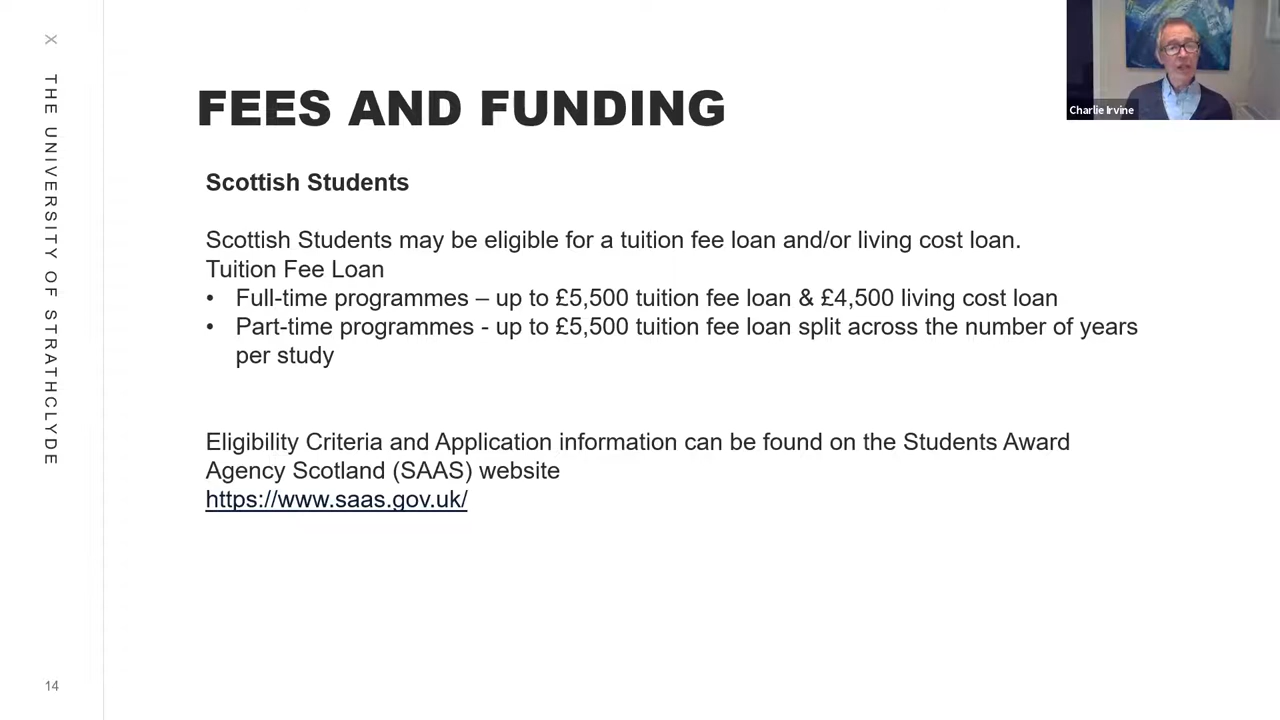 X THE UNIVERSITY OF STRATHCLYDE
FEES AND FUNDING
Charlie Irvine
Scottish Students
Scottish Students may be eligible for a tuition fee loan and/or living cost loan.
Tuition Fee Loan
• Full-time programmes – up to £5,500 tuition fee loan & £4,500 living cost loan
• Part-time programmes - up to £5,500 tuition fee loan split across the number of years
per study
Eligibility Criteria and Application information can be found on the Students Award
Agency Scotland (SAAS) website
https://www.saas.gov.uk/
14